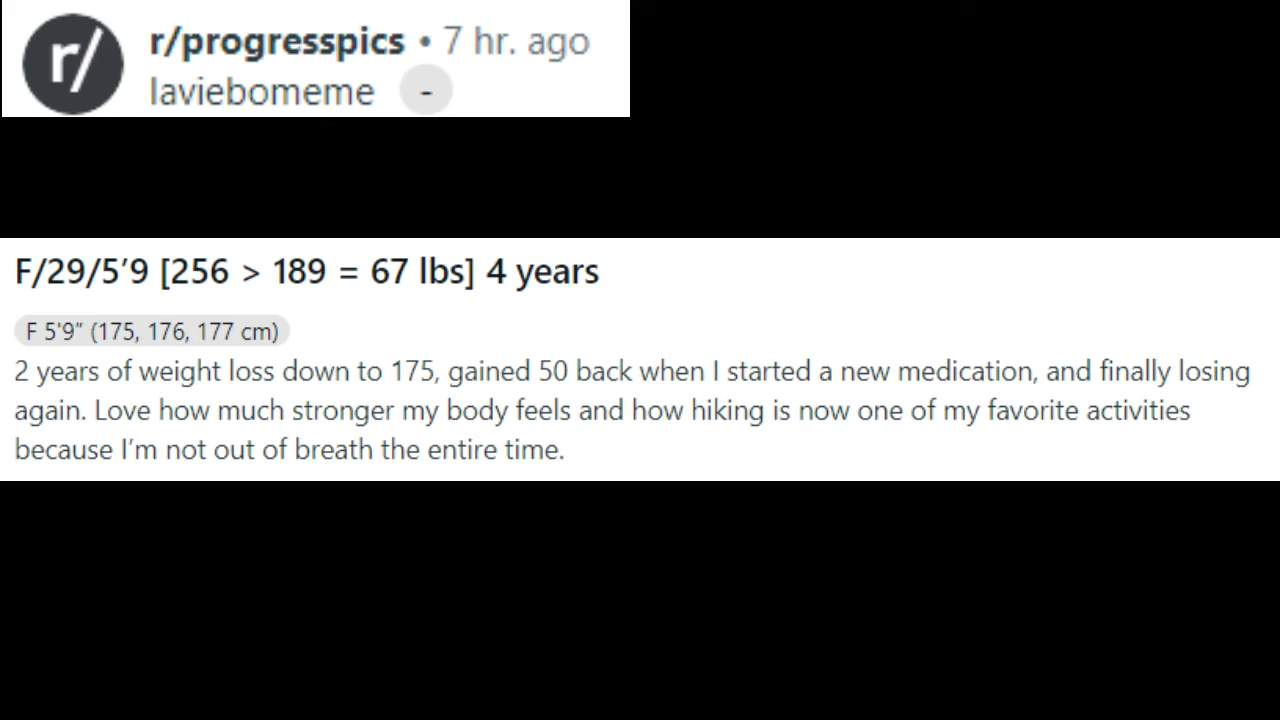 r/
r/progresspics • 7 hr. ago
laviebomeme -
F/29/5’9 [256 > 189 = 67 lbs] 4 years
F 5'9” (175, 176, 177 cm)
2 years of weight loss down to 175, gained 50 back when I started a new medication, and finally losing
again. Love how much stronger my body feels and how hiking is now one of my favorite activities
because I’m not out of breath the entire time.